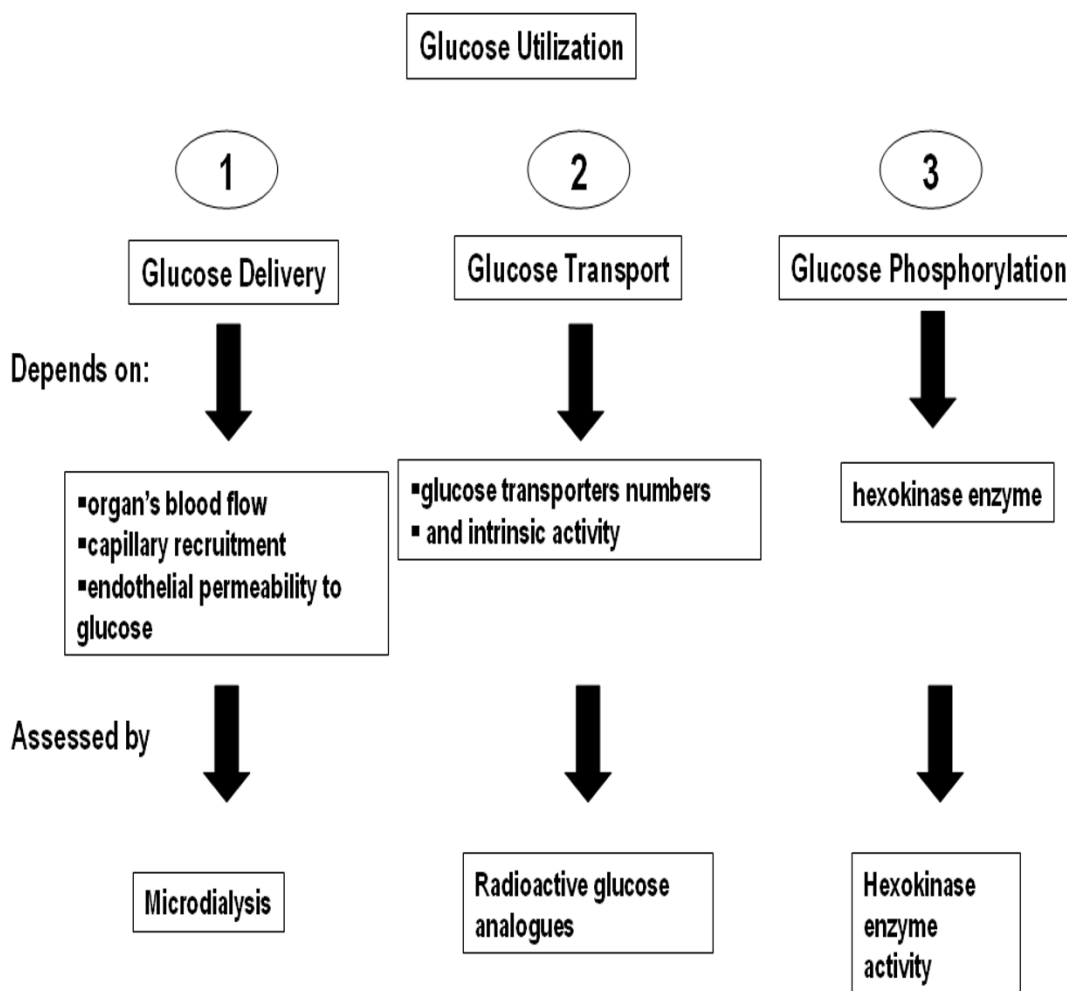 Glucose Utilization
1
2
3
Glucose Delivery
Glucose Transport
Glucose Phosphorylation
Depends on:
▪organ's blood flow
▪capillary recruitment
▪endothelial permeability to
glucose
▪glucose transporters numbers
▪ and intrinsic activity
hexokinase enzyme
Assessed by
Microdialysis
Radioactive glucose
analogues
Hexokinase
enzyme
activity